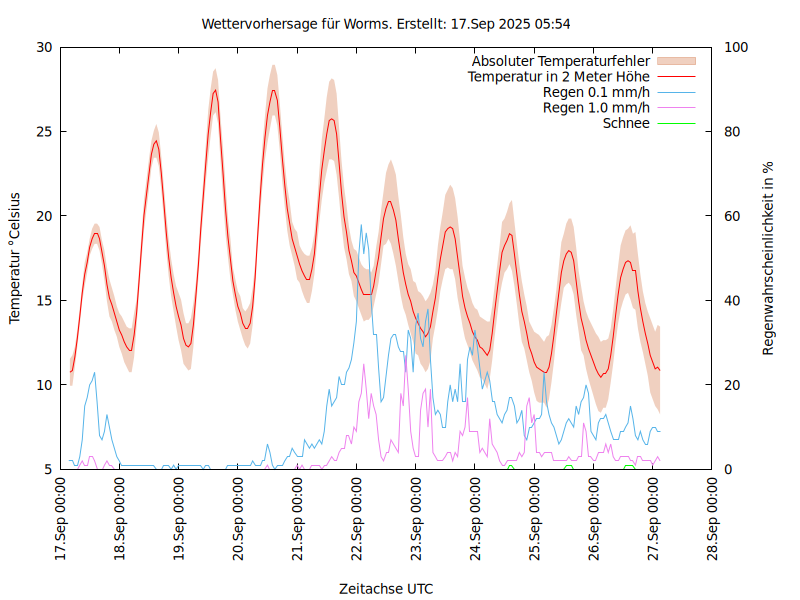 Wettervorhersage für Worms. Erstellt: 17.Sep 2025 05:54
30
25
20
15
10
5
100
80
60
40
20
0
Absoluter Temperaturfehler
Temperatur in 2 Meter Höhe
Regen 0.1 mm/h
Regen 1.0 mm/h
Schnee
Temperatur °Celsius
Regenwahrscheinlichkeit in %
17.Sep 00:00
18.Sep 00:00
19.Sep 00:00
20.Sep 00:00
21.Sep 00:00
22.Sep 00:00
23.Sep 00:00
24.Sep 00:00
25.Sep 00:00
26.Sep 00:00
27.Sep 00:00
28.Sep 00:00
Zeitachse UTC